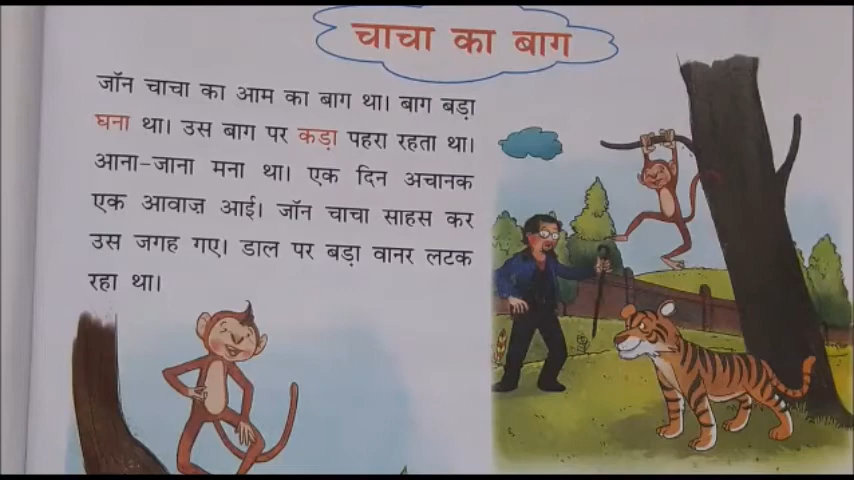 चाचा का बाग
जॉन चाचा का आम का बाग था। बाग बड़ा
घना था। उस बाग पर कड़ा पहरा रहता था।
आना-जाना मना था। एक दिन अचानक
एक आवाज़ आई। जॉन चाचा साहस कर
उस जगह गए। डाल पर बड़ा वानर लटक
रहा था।